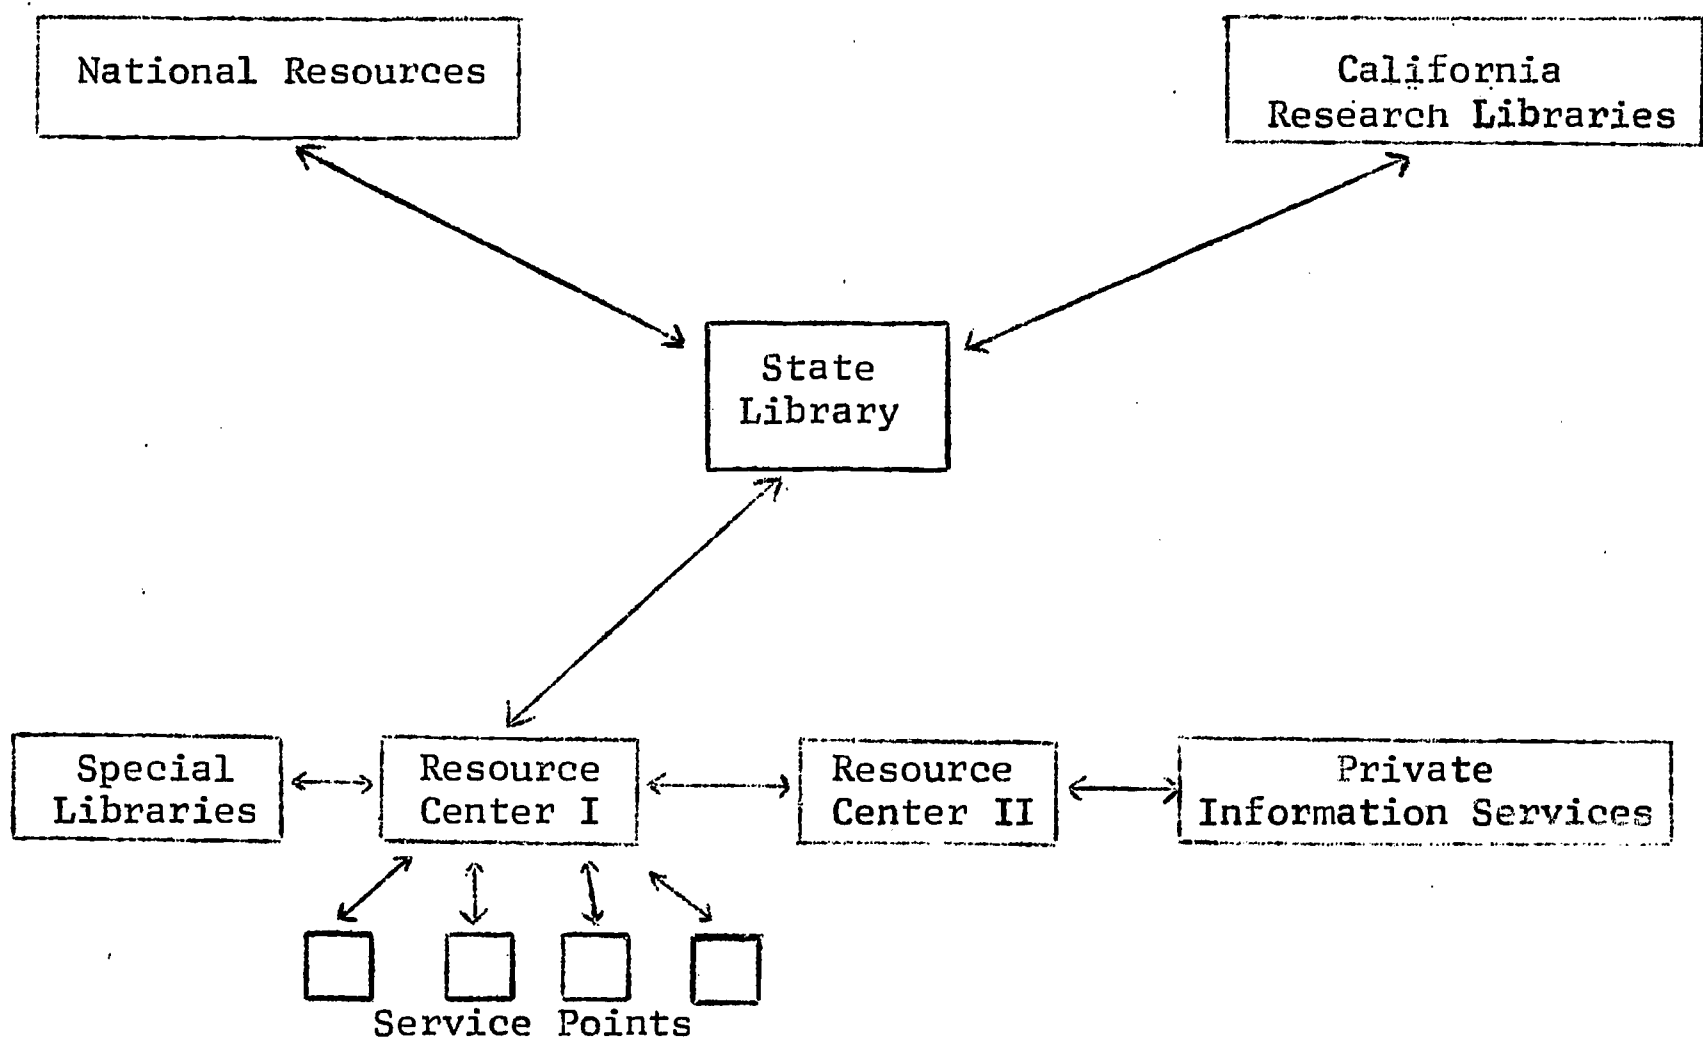 National Resources
California
Research Libraries
State
Library
Special
Libraries
Resource
Center I
Resource
Center II
Private
Information Services
Service Points